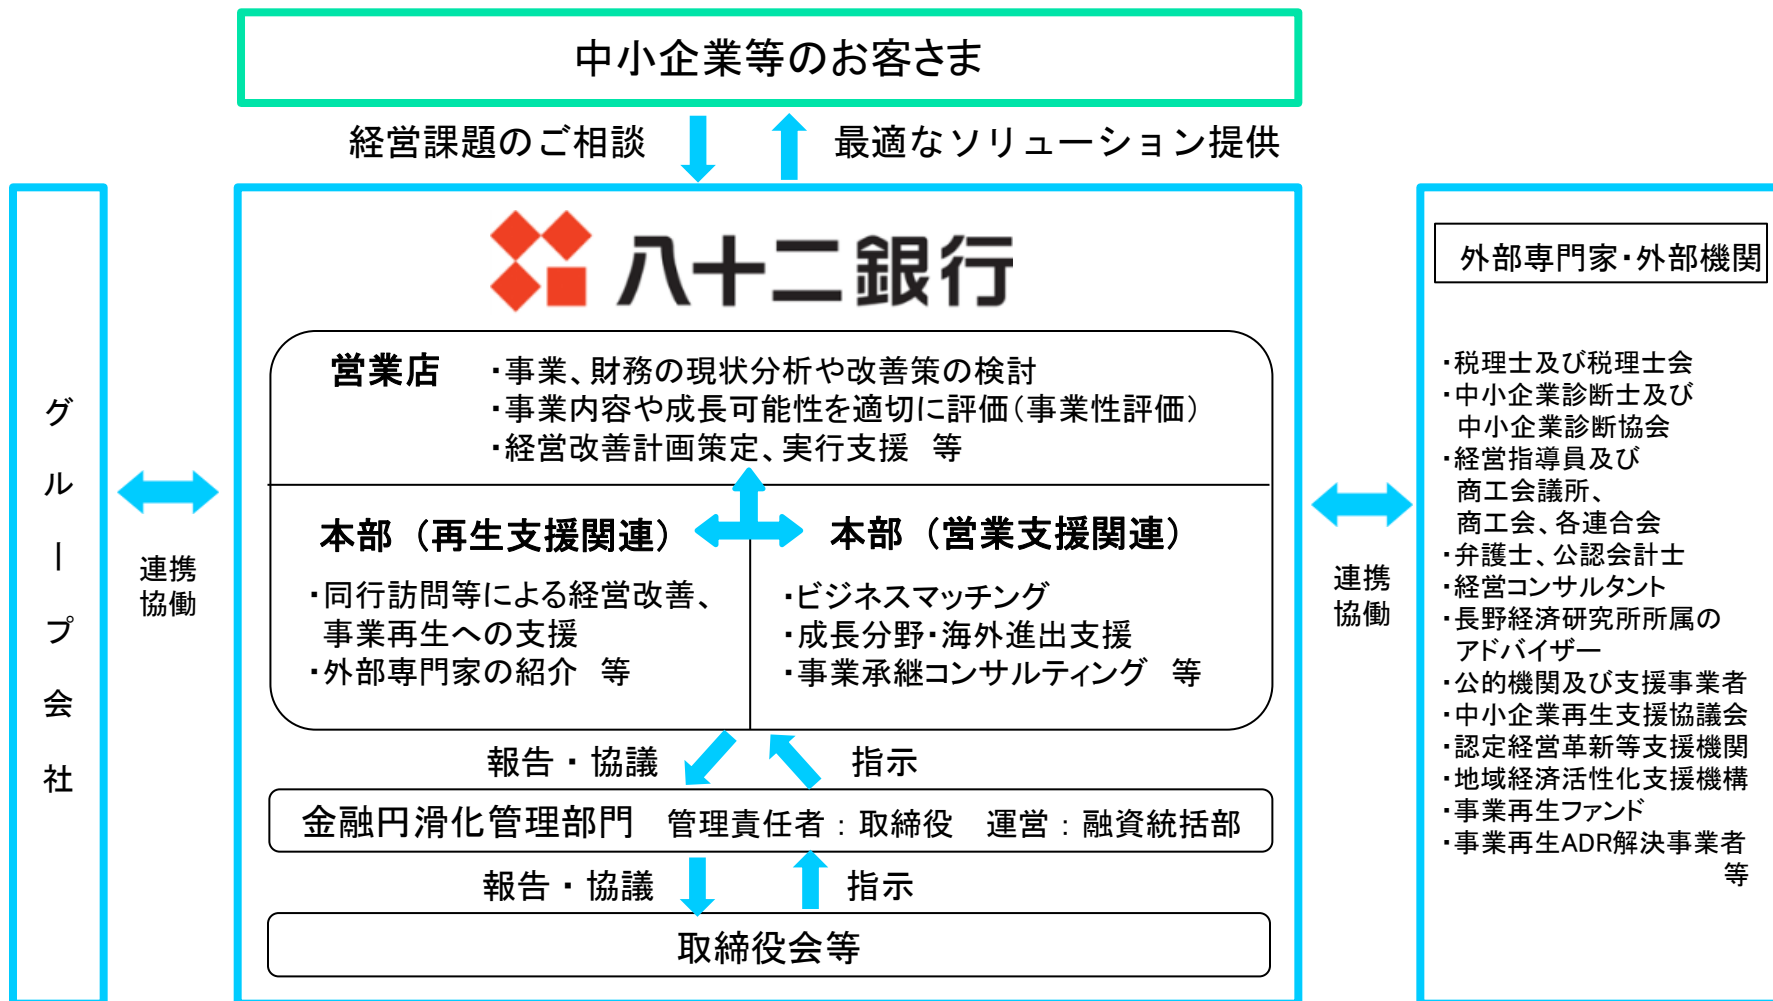 中小企業等のお客さま
経営課題のご相談
最適なソリューション提供
グループ会社
連携
協働
八十二銀行
営業店
・事業、財務の現状分析や改善策の検討
・事業内容や成長可能性を適切に評価（事業性評価）
・経営改善計画策定、実行支援　等
本部（再生支援関連）
・同行訪問等による経営改善、
事業再生への支援
・外部専門家の紹介　等
本部（営業支援関連）
・ビジネスマッチング
・成長分野・海外進出支援
・事業承継コンサルティング　等
報告・協議
指示
金融円滑化管理部門　管理責任者：取締役　運営：融資統括部
報告・協議
指示
取締役会等
連携
協働
外部専門家・外部機関
・税理士及び税理士会
・中小企業診断士及び
中小企業診断協会
・経営指導員及び
商工会議所、
商工会、各連合会
・弁護士、公認会計士
・経営コンサルタント
・長野経済研究所所属の
アドバイザー
・公的機関及び支援事業者
・中小企業再生支援協議会
・認定経営革新等支援機関
・地域経済活性化支援機構
・事業再生ファンド
・事業再生ADR解決事業者
等